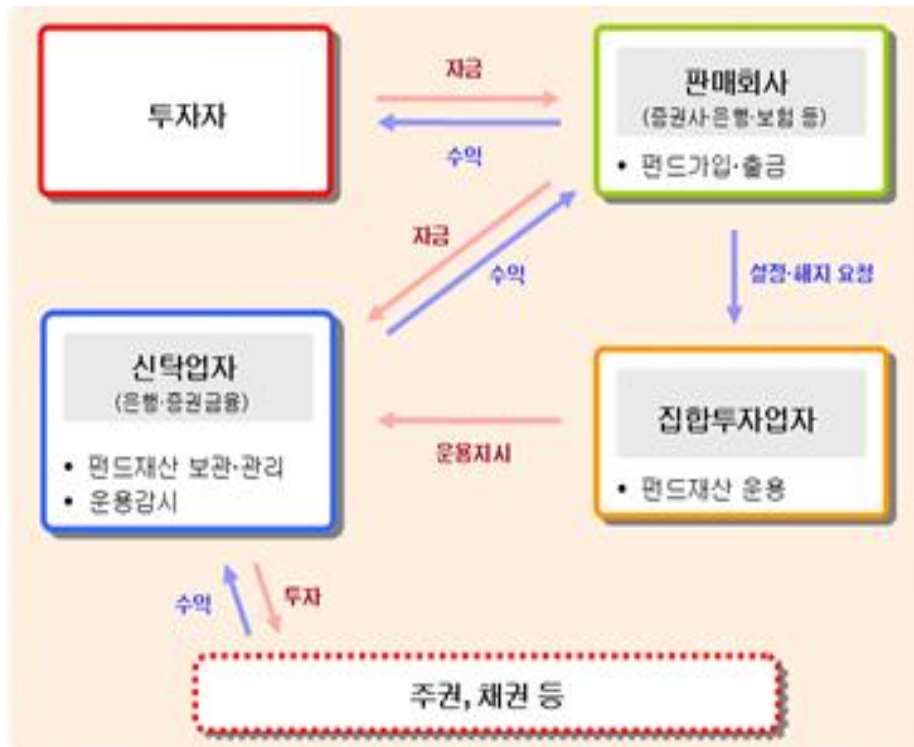 투자자
자금
수익
판매회사
(증권사·은행·보험 등)
• 펀드가입·출금
자금
수익
설정·해지 요청
신탁업자
(은행·증권금융)
• 펀드재산 보관·관리
• 운용감시
운용지시
집합투자업자
• 펀드재산 운용
수익
투자
주권, 채권 등